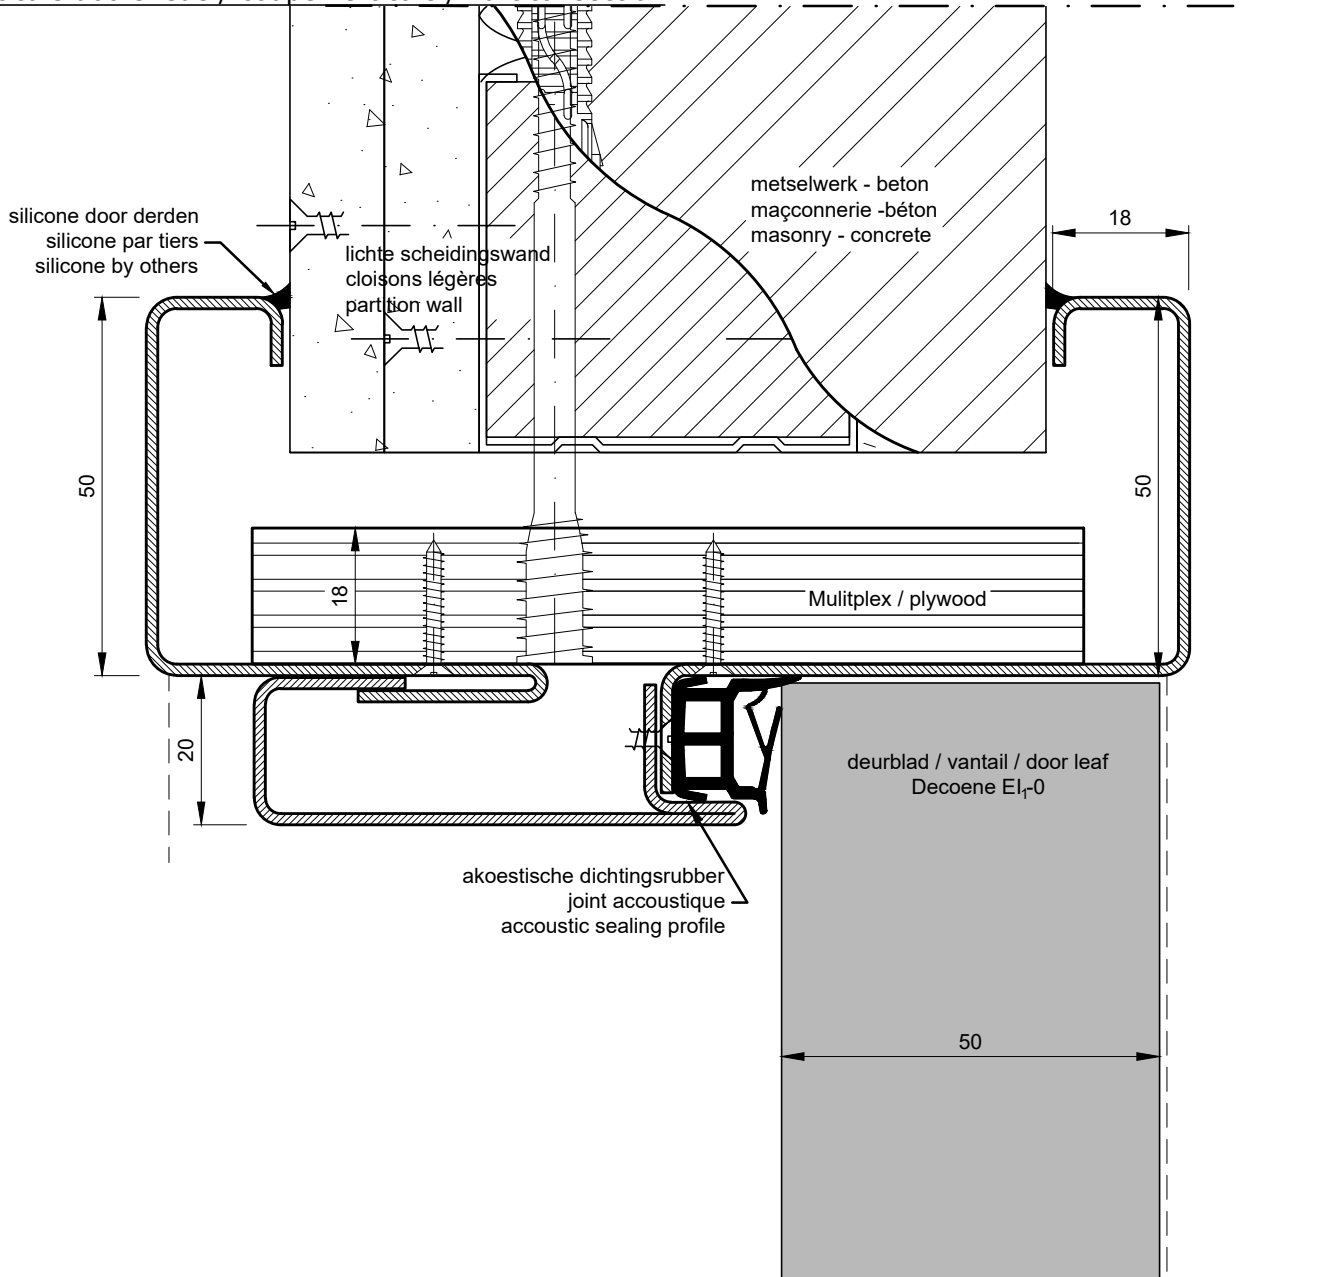 metselwerk - beton
maçconnerie -béton
masonry - concrete
18
silicone door derden
silicone par tiers
silicone by others
lichte scheidingswand
cloisons légères
partition wall
50
50
18
Mulitplex / plywood
20
deurblad / vantail / door leaf
Decoene EI1-0
akoestische dichtingsrubber
joint accoustique
accoustic sealing profile
50